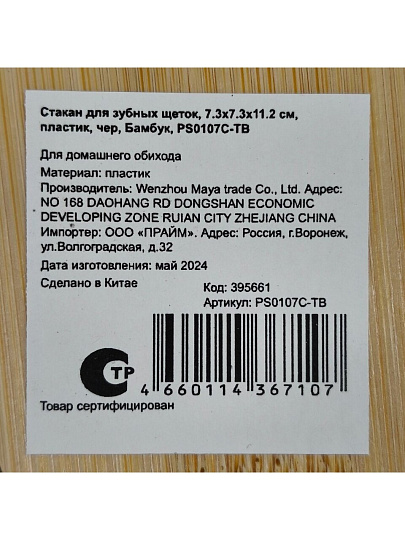 Стакан для зубных щеток, 7.3х7.3х11.2 см,
пластик, чер, Бамбук, PS0107C-TB
Для домашнего обихода
Материал: пластик
Производитель: Wenzhou Maya trade Co., Ltd. Адрес:
NO 168 DAOHANG RD DONGSHAN ECONOMIC
DEVELOPING ZONE RUIAN CITY ZHEJIANG CHINA
Импортер: ООО «ПРАЙМ». Адрес: Россия, г.Воронеж,
ул.Волгоградская, д.32
Дата изготовления: май 2024
Сделано в Китае
Код: 395661
Артикул: PS0107C-TB
СТР
4 660114 367107
Товар сертифицирован